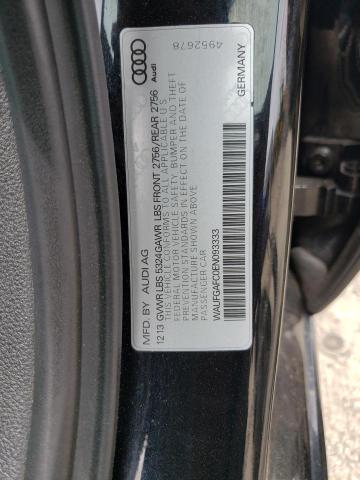 4952678
Audi
MFD. BY AUDI AG
12 13 GVWR LBS 5324 GAWR LBS FRONT 2756/REAR 2756
THIS VEHICLE CONFORMS TO ALL APPLICABLE U.S.
FEDERAL MOTOR VEHICLE SAFETY, BUMPER AND THEFT
PREVENTION STANDARDS IN EFFECT ON THE DATE OF
MANUFACTURE SHOWN ABOVE
PASSENGER CAR
WAUFGAFC0EN093333
GERMANY